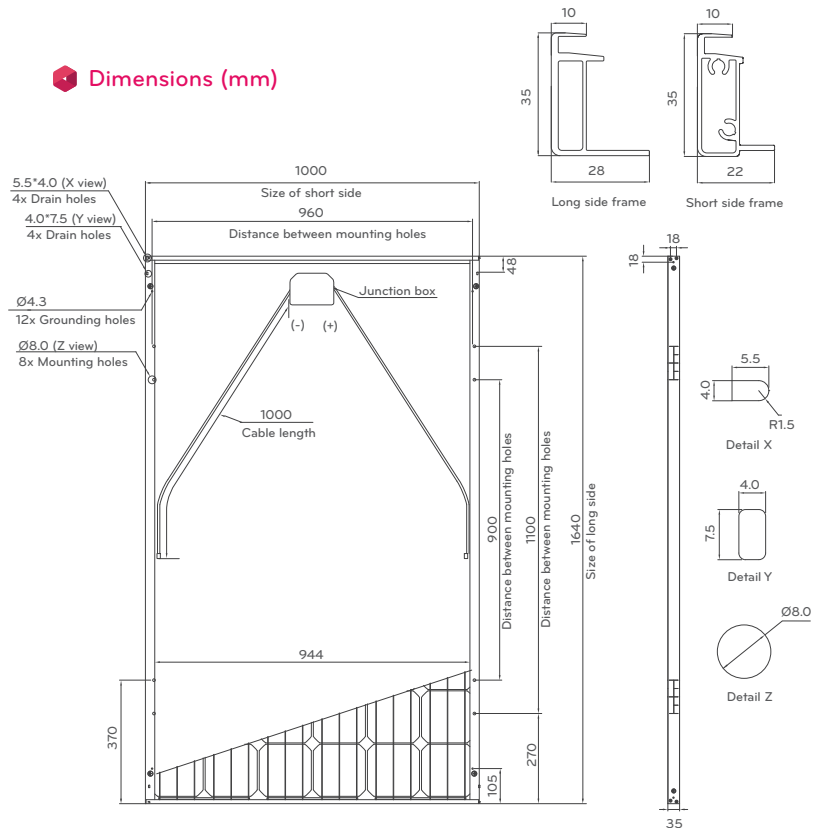 Dimensions (mm)
10
35
28
Long side frame
10
35
22
Short side frame
5.5*4.0 (X view)
4x Drain holes
4.0*7.5 (Y view)
4x Drain holes
Ø4.3
12x Grounding holes
Ø8.0 (Z view)
8x Mounting holes
1000
Size of short side
960
Distance between mounting holes
48
Junction box
(-) (+)
1000
Cable length
900
Distance between mounting holes
1100
Distance between mounting holes
1640
Size of long side
944
370
270
105
18
18
35
5.5
4.0
R1.5
Detail X
4.0
7.5
Detail Y
Ø8.0
Detail Z